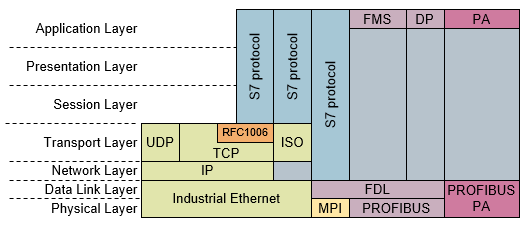 Application Layer
FMS DP PA
Presentation Layer
S7 protocol
S7 protocol
S7 protocol
Session Layer
RFC1006
Transport Layer
UDP
TCP
ISO
Network Layer
IP
Data Link Layer
Industrial Ethernet
FDL
PROFIBUS
PA
Physical Layer
MPI
PROFIBUS